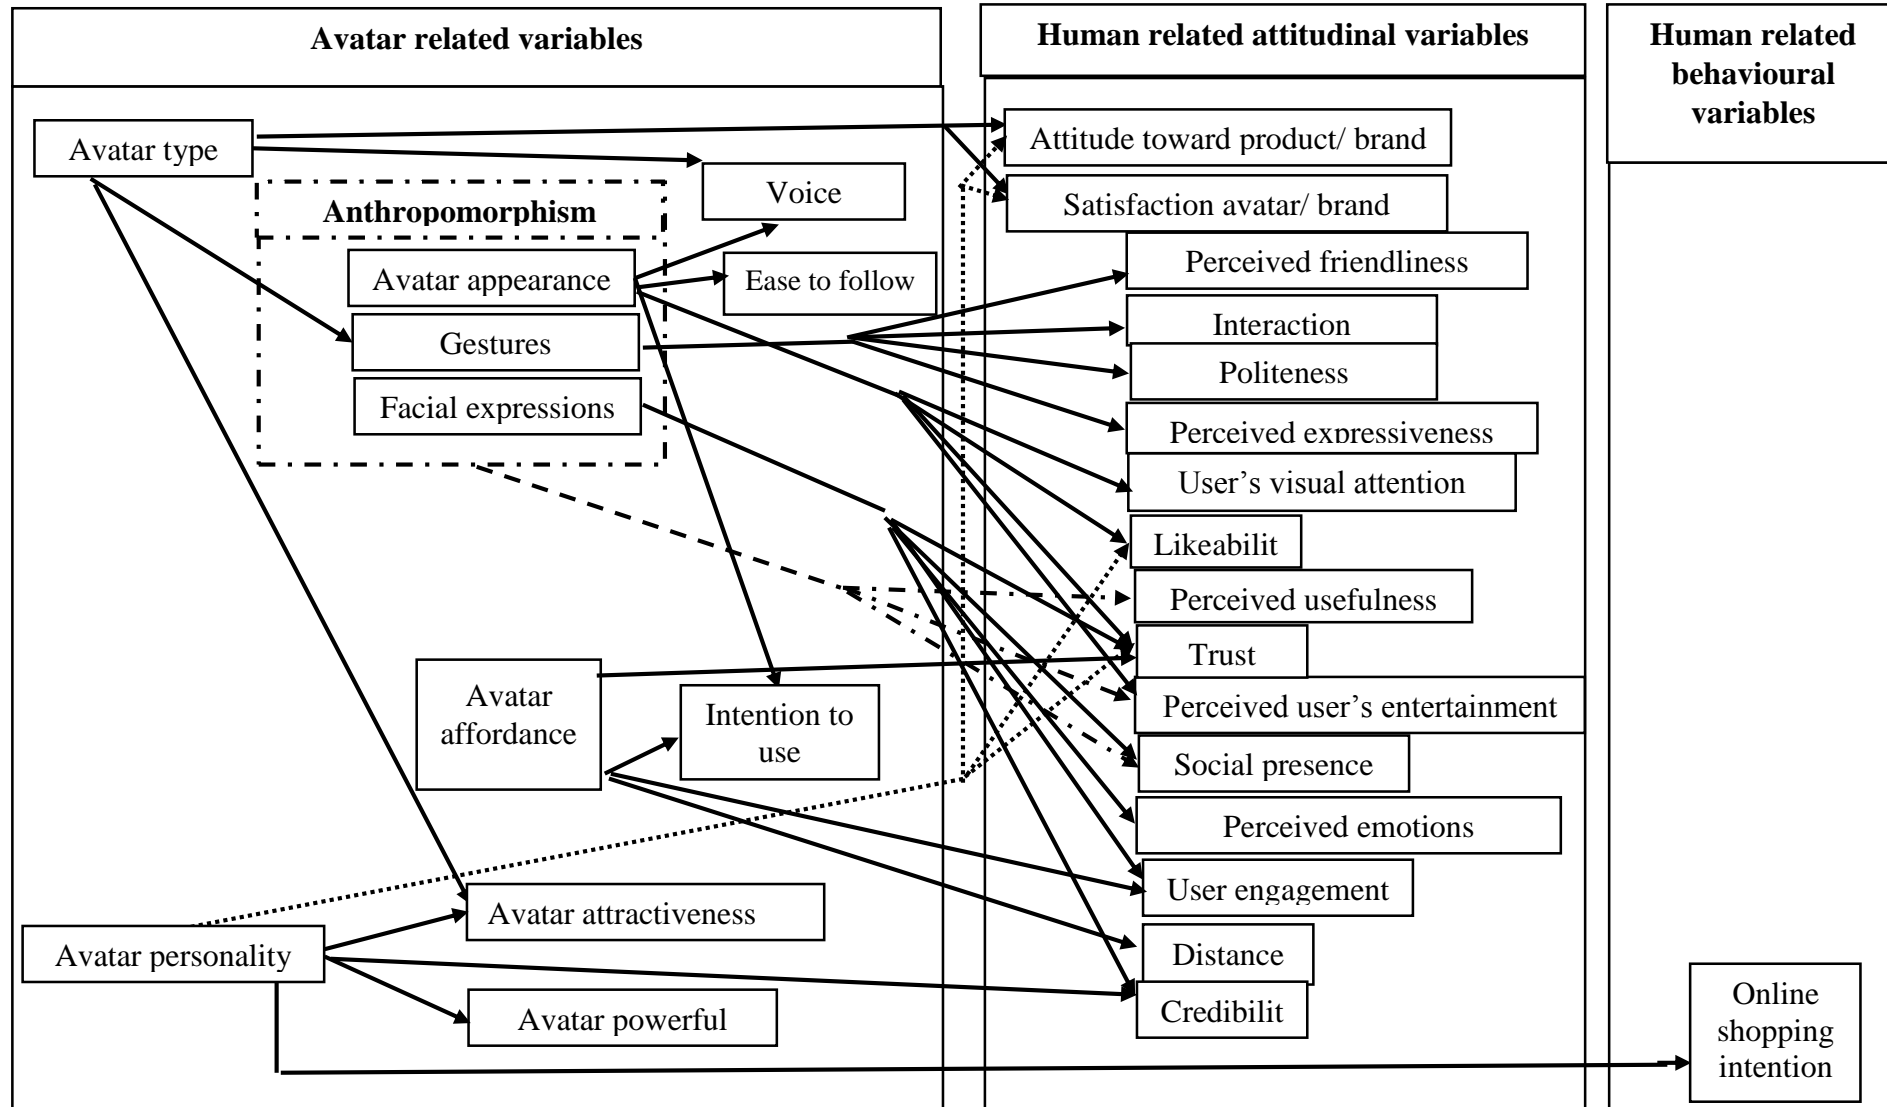 Avatar related variables
Human related attitudinal variables
Human related
behavioural
variables
Avatar type
Voice
Anthropomorphism
Avatar appearance
Ease to follow
Gestures
Facial expressions
Avatar
affordance
Intention to
use
Avatar attractiveness
Avatar personality
Avatar powerful
Attitude toward product/ brand
Satisfaction avatar/ brand
Perceived friendliness
Interaction
Politeness
Perceived expressiveness
User’s visual attention
Likeabilit
Perceived usefulness
Trust
Perceived user’s entertainment
Social presence
Perceived emotions
User engagement
Distance
Credibilit
Online
shopping
intention